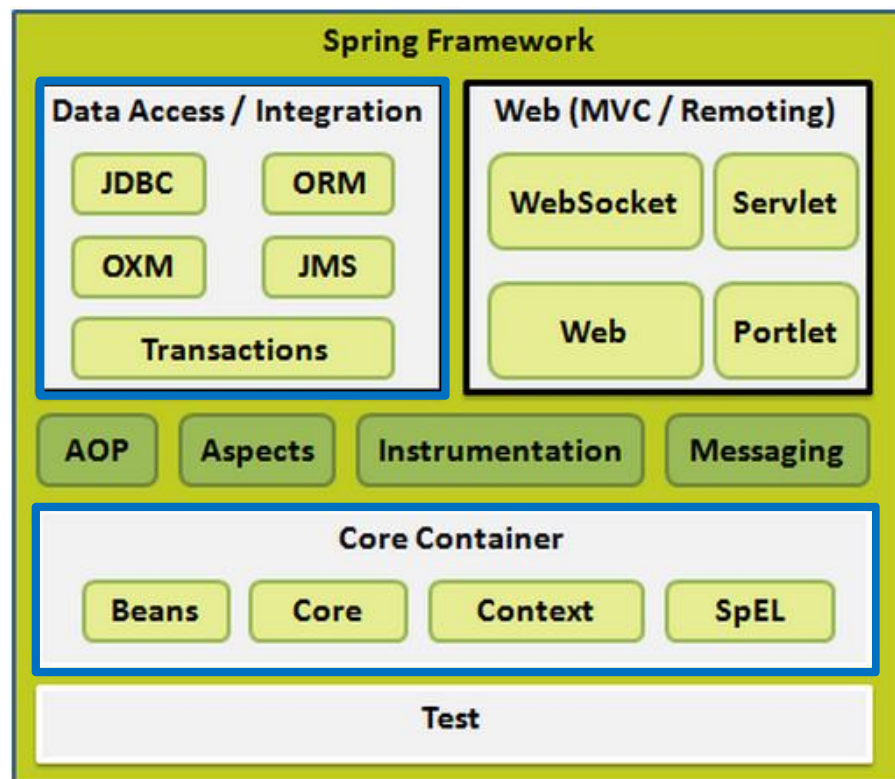 Spring Framework
Data Access / Integration
JDBC
ORM
OXM
JMS
Transactions
Web (MVC / Remoting)
WebSocket
Servlet
Web
Portlet
AOP
Aspects
Instrumentation
Messaging
Core Container
Beans
Core
Context
SpEL
Test